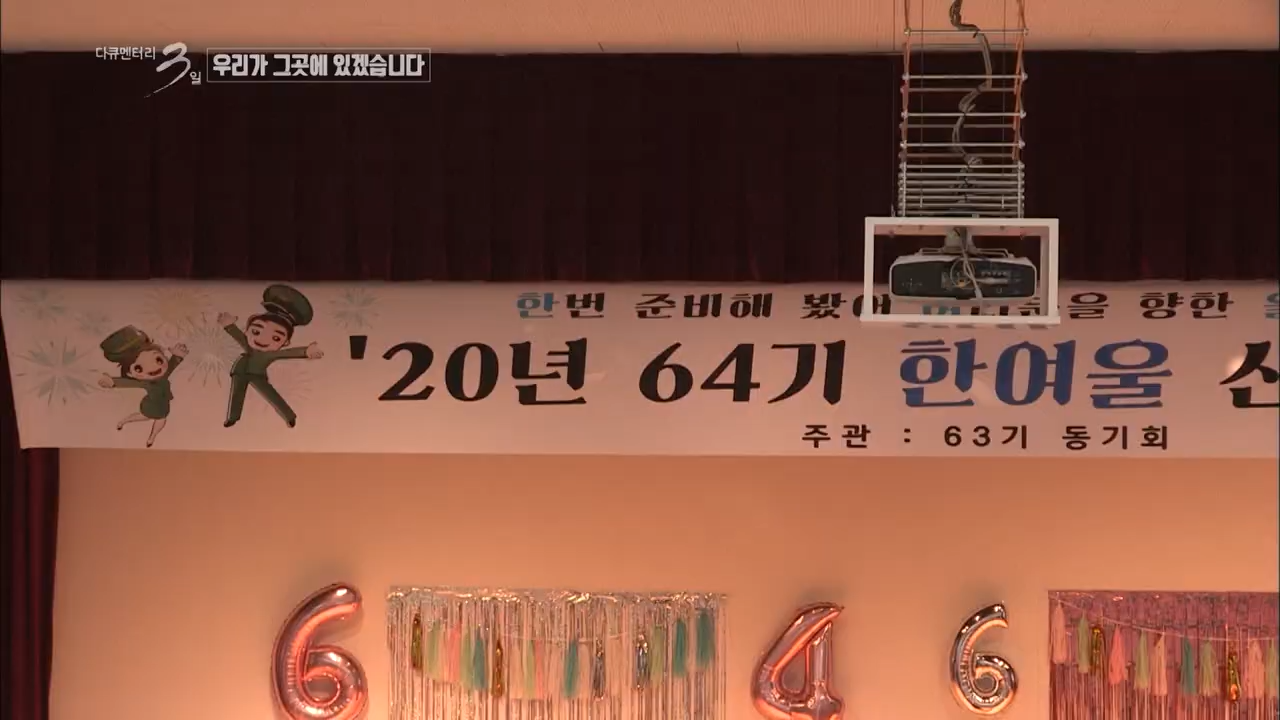 다큐멘터리 3일
우리가 그곳에 있겠습니다
한번 준비해 봤어 향한
'20년 64기 한여울
주관 : 63기 동기회
6 4 6